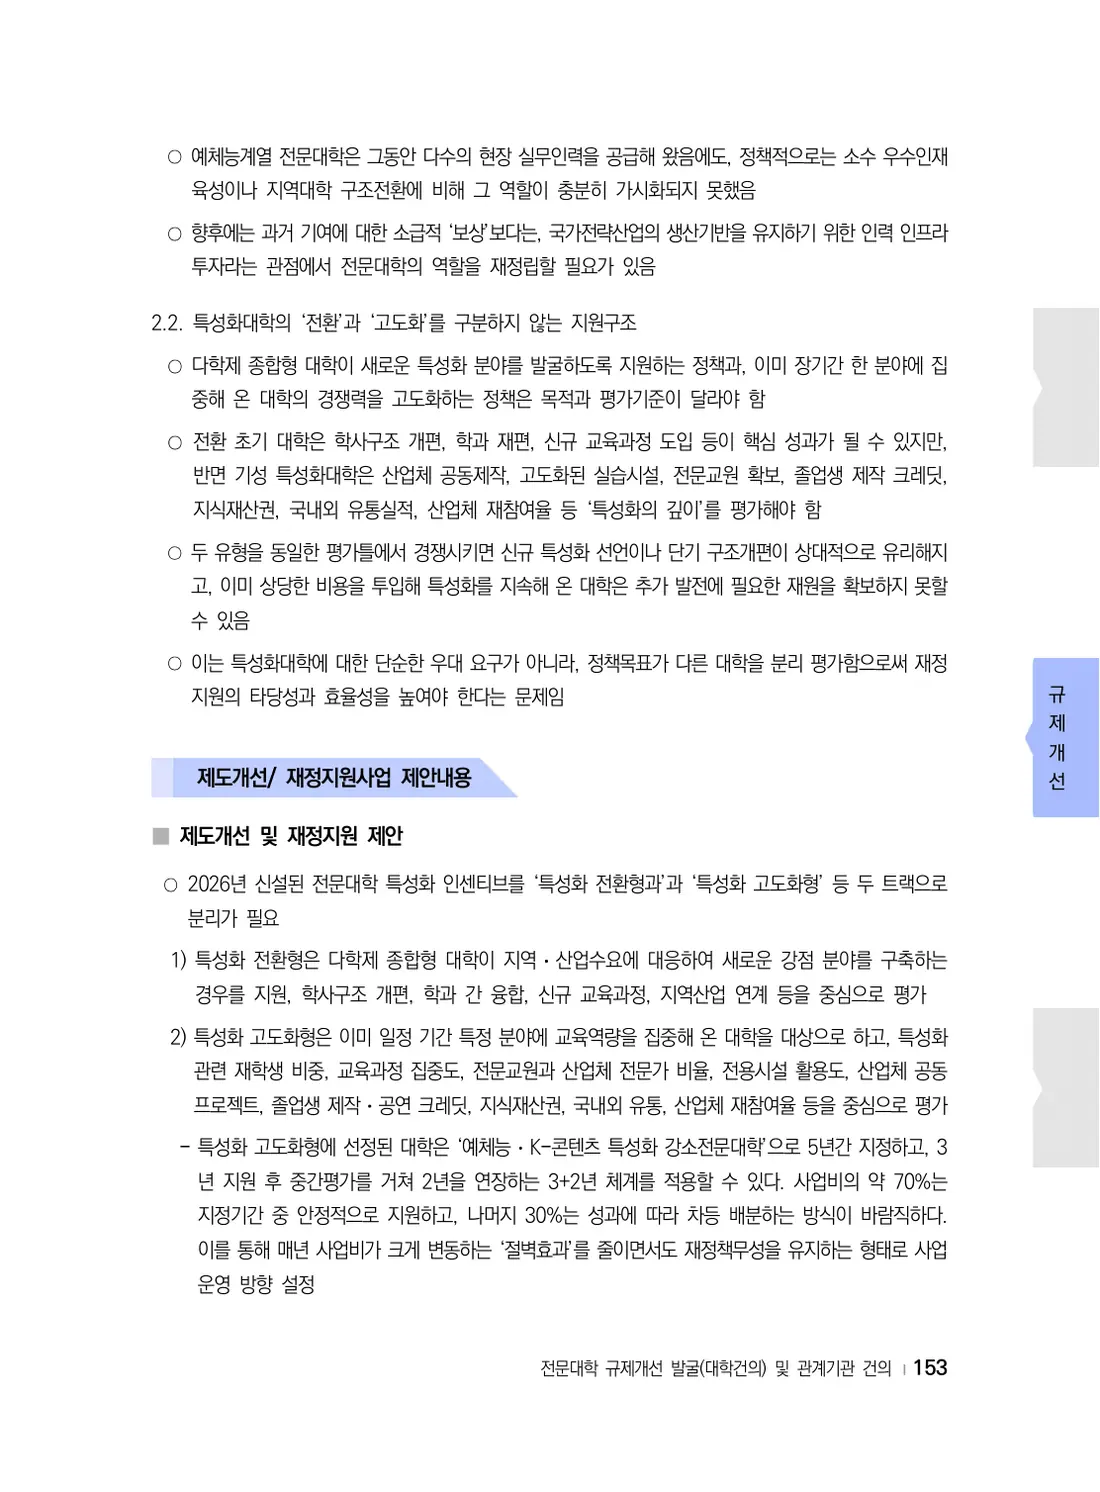 ○ 예체능계열 전문대학은 그동안 다수의 현장 실무인력을 공급해 왔음에도, 정책적으로는 소수 우수인재
육성이나 지역대학 구조전환에 비해 그 역할이 충분히 가시화되지 못했음
○ 향후에는 과거 기여에 대한 소급적 ‘보상’보다는, 국가전략산업의 생산기반을 유지하기 위한 인력 인프라
투자라는 관점에서 전문대학의 역할을 재정립할 필요가 있음
2.2. 특성화대학의 ‘전환’과 ‘고도화’를 구분하지 않는 지원구조
○ 다학제 종합형 대학이 새로운 특성화 분야를 발굴하도록 지원하는 정책과, 이미 장기간 한 분야에 집
중해 온 대학의 경쟁력을 고도화하는 정책은 목적과 평가기준이 달라야 함
○ 전환 초기 대학은 학사구조 개편, 학과 재편, 신규 교육과정 도입 등이 핵심 성과가 될 수 있지만,
반면 기성 특성화대학은 산업체 공동제작, 고도화된 실습시설, 전문교원 확보, 졸업생 제작 크레딧,
지식재산권, 국내외 유통실적, 산업체 재참여율 등 ‘특성화의 깊이’를 평가해야 함
○ 두 유형을 동일한 평가틀에서 경쟁시키면 신규 특성화 선언이나 단기 구조개편이 상대적으로 유리해지
고, 이미 상당한 비용을 투입해 특성화를 지속해 온 대학은 추가 발전에 필요한 재원을 확보하지 못할
수 있음
○ 이는 특성화대학에 대한 단순한 우대 요구가 아니라, 정책목표가 다른 대학을 분리 평가함으로써 재정
지원의 타당성과 효율성을 높여야 한다는 문제임
제도개선/ 재정지원사업 제안내용
■ 제도개선 및 재정지원 제안
○ 2026년 신설된 전문대학 특성화 인센티브를 ‘특성화 전환형과’과 ‘특성화 고도화형’ 등 두 트랙으로
분리가 필요
1) 특성화 전환형은 다학제 종합형 대학이 지역·산업수요에 대응하여 새로운 강점 분야를 구축하는
경우를 지원, 학사구조 개편, 학과 간 융합, 신규 교육과정, 지역산업 연계 등을 중심으로 평가
2) 특성화 고도화형은 이미 일정 기간 특정 분야에 교육역량을 집중해 온 대학을 대상으로 하고, 특성화
관련 재학생 비중, 교육과정 집중도, 전문교원과 산업체 전문가 비율, 전용시설 활용도, 산업체 공동
프로젝트, 졸업생 제작·공연 크레딧, 지식재산권, 국내외 유통, 산업체 재참여율 등을 중심으로 평가
- 특성화 고도화형에 선정된 대학은 ‘예체능·K-콘텐츠 특성화 강소전문대학’으로 5년간 지정하고, 3
년 지원 후 중간평가를 거쳐 2년을 연장하는 3+2년 체계를 적용할 수 있다. 사업비의 약 70%는
지정기간 중 안정적으로 지원하고, 나머지 30%는 성과에 따라 차등 배분하는 방식이 바람직하다.
이를 통해 매년 사업비가 크게 변동하는 ‘절벽효과’를 줄이면서도 재정책무성을 유지하는 형태로 사업
운영 방향 설정
규
제
개
선
전문대학 규제개선 발굴(대학건의) 및 관계기관 건의 | 153